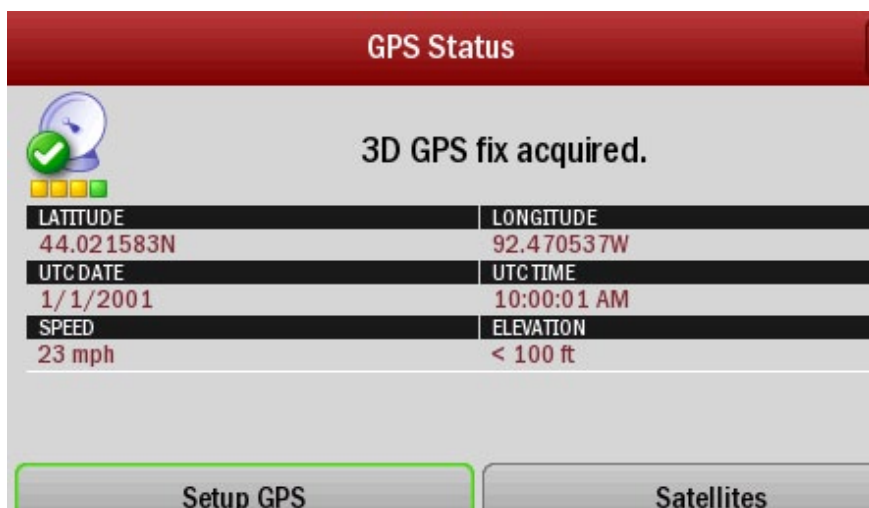 GPS Status
3D GPS fix acquired.
LATITUDE LONGITUDE
44.021583N 92.470537W
UTC DATE UTC TIME
1/1/2001 10:00:01 AM
SPEED ELEVATION
23 mph < 100 ft
Setup GPS Satellites